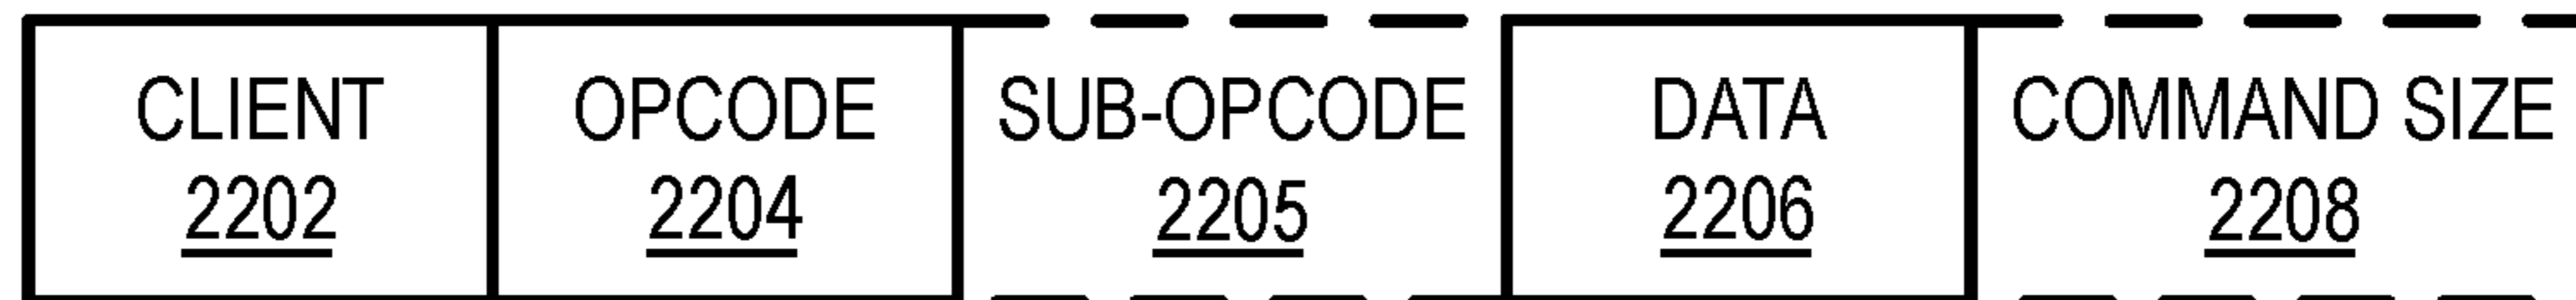 CLIENT
2202
OPCODE
2204
SUB-OPCODE
2205
DATA
2206
COMMAND SIZE
2208